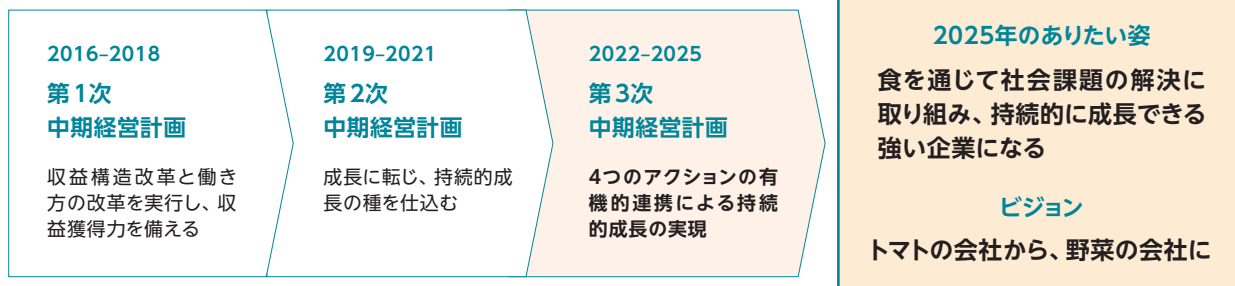 2016–2018
第1次
中期経営計画
収益構造改革と働き
方の改革を実行し、収
益獲得力を備える
2019–2021
第2次
中期経営計画
成長に転じ、持続的成
長の種を仕込む
2022–2025
第3次
中期経営計画
4つのアクションの有
機的連携による持続
的成長の実現
2025年のありたい姿
食を通じて社会課題の解決に
取り組み、持続的に成長できる
強い企業になる
ビジョン
トマトの会社から、野菜の会社に